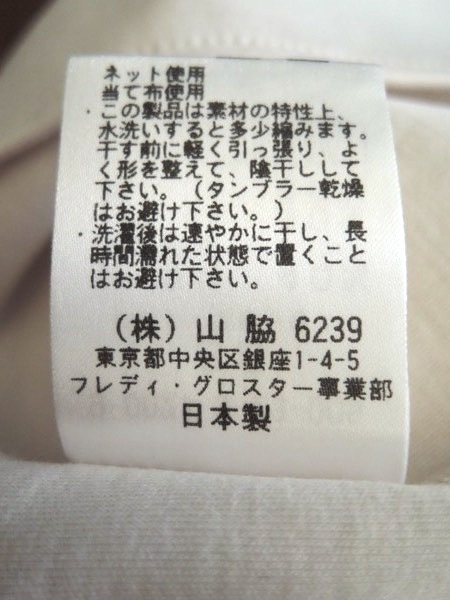 ネット使用
当て布使用
・この製品は素材の特性上、
水洗いすると多少縮みます。
干す前に軽く引っ張り、よ
く形を整えて、陰干しして
下さい。(タンブラー乾燥
はお避け下さい。)
・洗濯後は速やかに干し、長
時間濡れた状態で置くこと
はお避け下さい。
(株)山 脇 6239
東京都中央区銀座1-4-5
フレディ・グロスター事業部
日本製